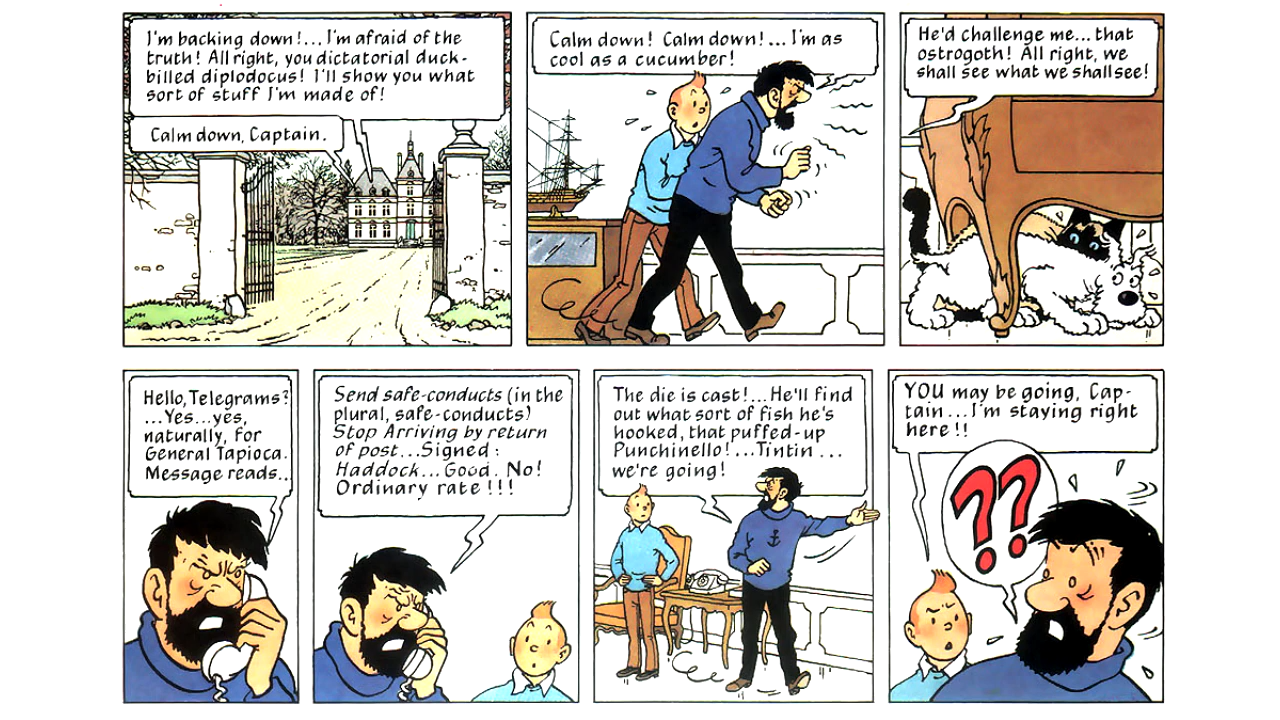 I'm backing down!... I'm afraid of the
truth! All right, you dictatorial duck-
billed diplodocus! I'll show you what
sort of stuff I'm made of!
Calm down, Captain.
Calm down! Calm down!... I'm as
cool as a cucumber!
He'd challenge me... that
ostrogoth! All right, we
shall see what we shall see!
Hello, Telegrams?
...Yes...yes,
naturally, for
General Tapioca.
Message reads...
Send safe-conducts (in the
plural, safe-conducts)
Stop Arriving by return
of post...Signed:
Haddock...Good. No!
Ordinary rate!!!
The die is cast!...He'll find
out what sort of fish he's
hooked, that puffed-up
Punchinello!...Tintin...
we're going!
YOU may be going, Cap-
tain...I'm staying right
here!!
??